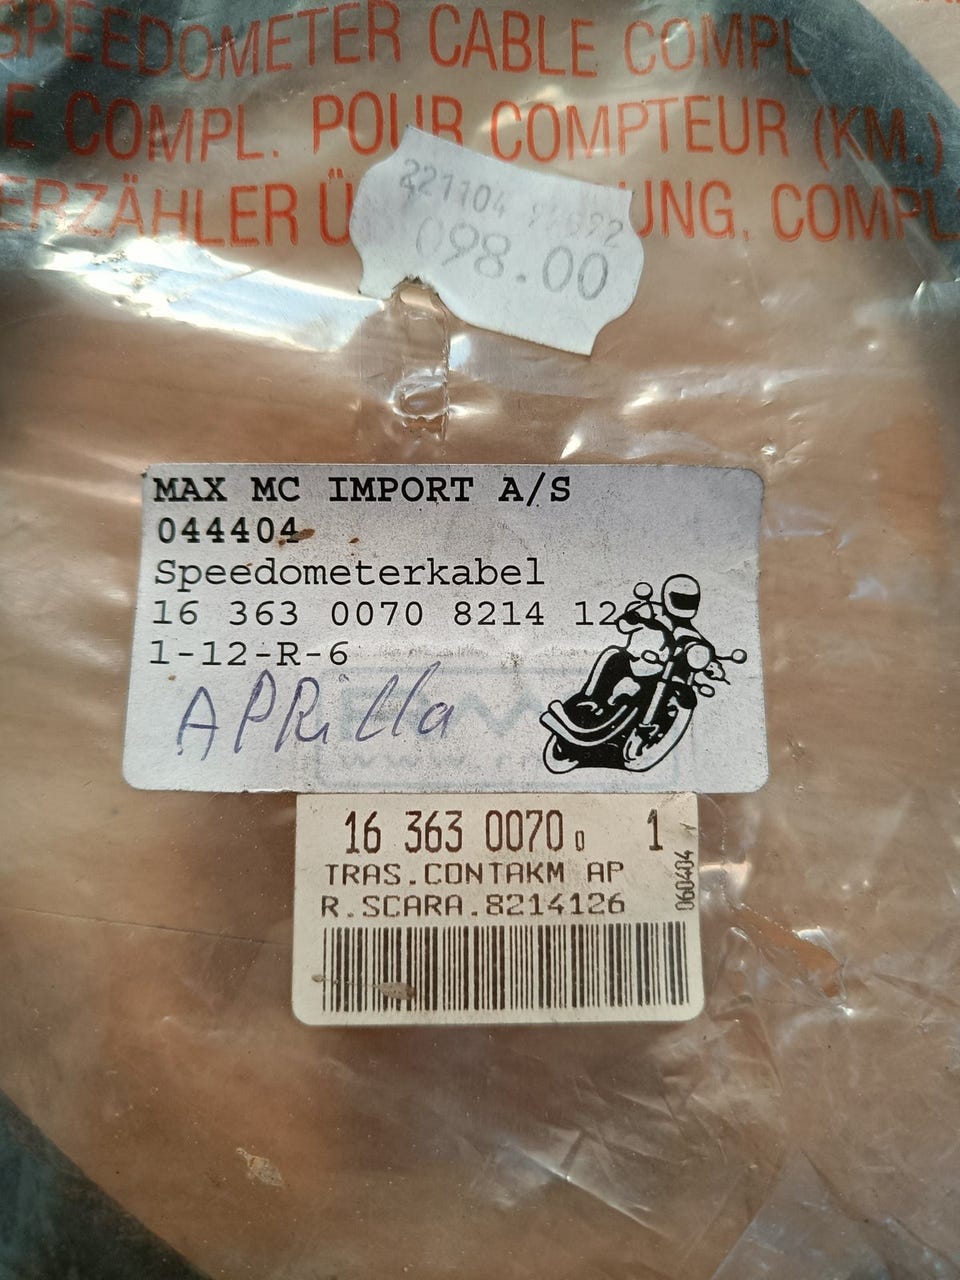 SPEEDOMETER CABLE COMPL
E COMPL. POUR COMPTEUR (KM.)
ERZÄHLER Ü UNG, COMPL
221104
098.00
MAX MC IMPORT A/S
044404
Speedometerkabel
16 363 0070 8214 126
1-12-R-6
APRilla
16 363 0070 0 1
TRAS.CONTAKM AP
R.SCARA.8214126
060404